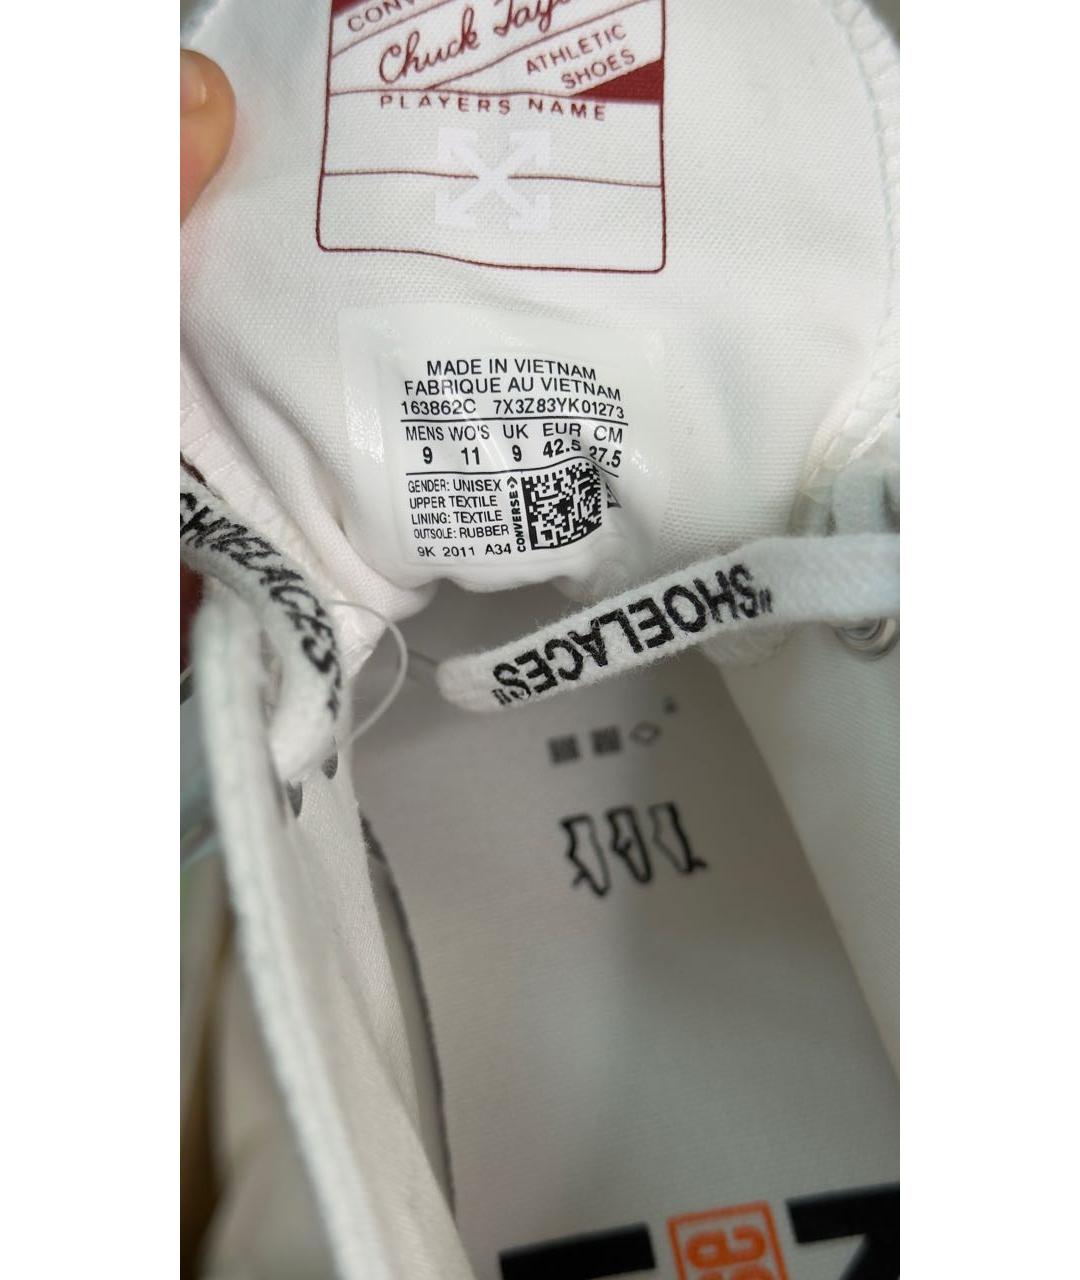 Chuck
ATHLETIC
SHOES
PLAYERS NAME
MADE IN VIETNAM
FABRIQUE AU VIETNAM
163862C 7X3Z83YK01273
MENS WO'S UK EUR CM
9 11 9 42.5 27.5
GENDER: UNISEX
UPPER TEXTILE
LINING: TEXTILE
OUTSOLE: RUBBER
9K 2011 A34
CONVERSE
"SHOELACES"
SHOELACES"